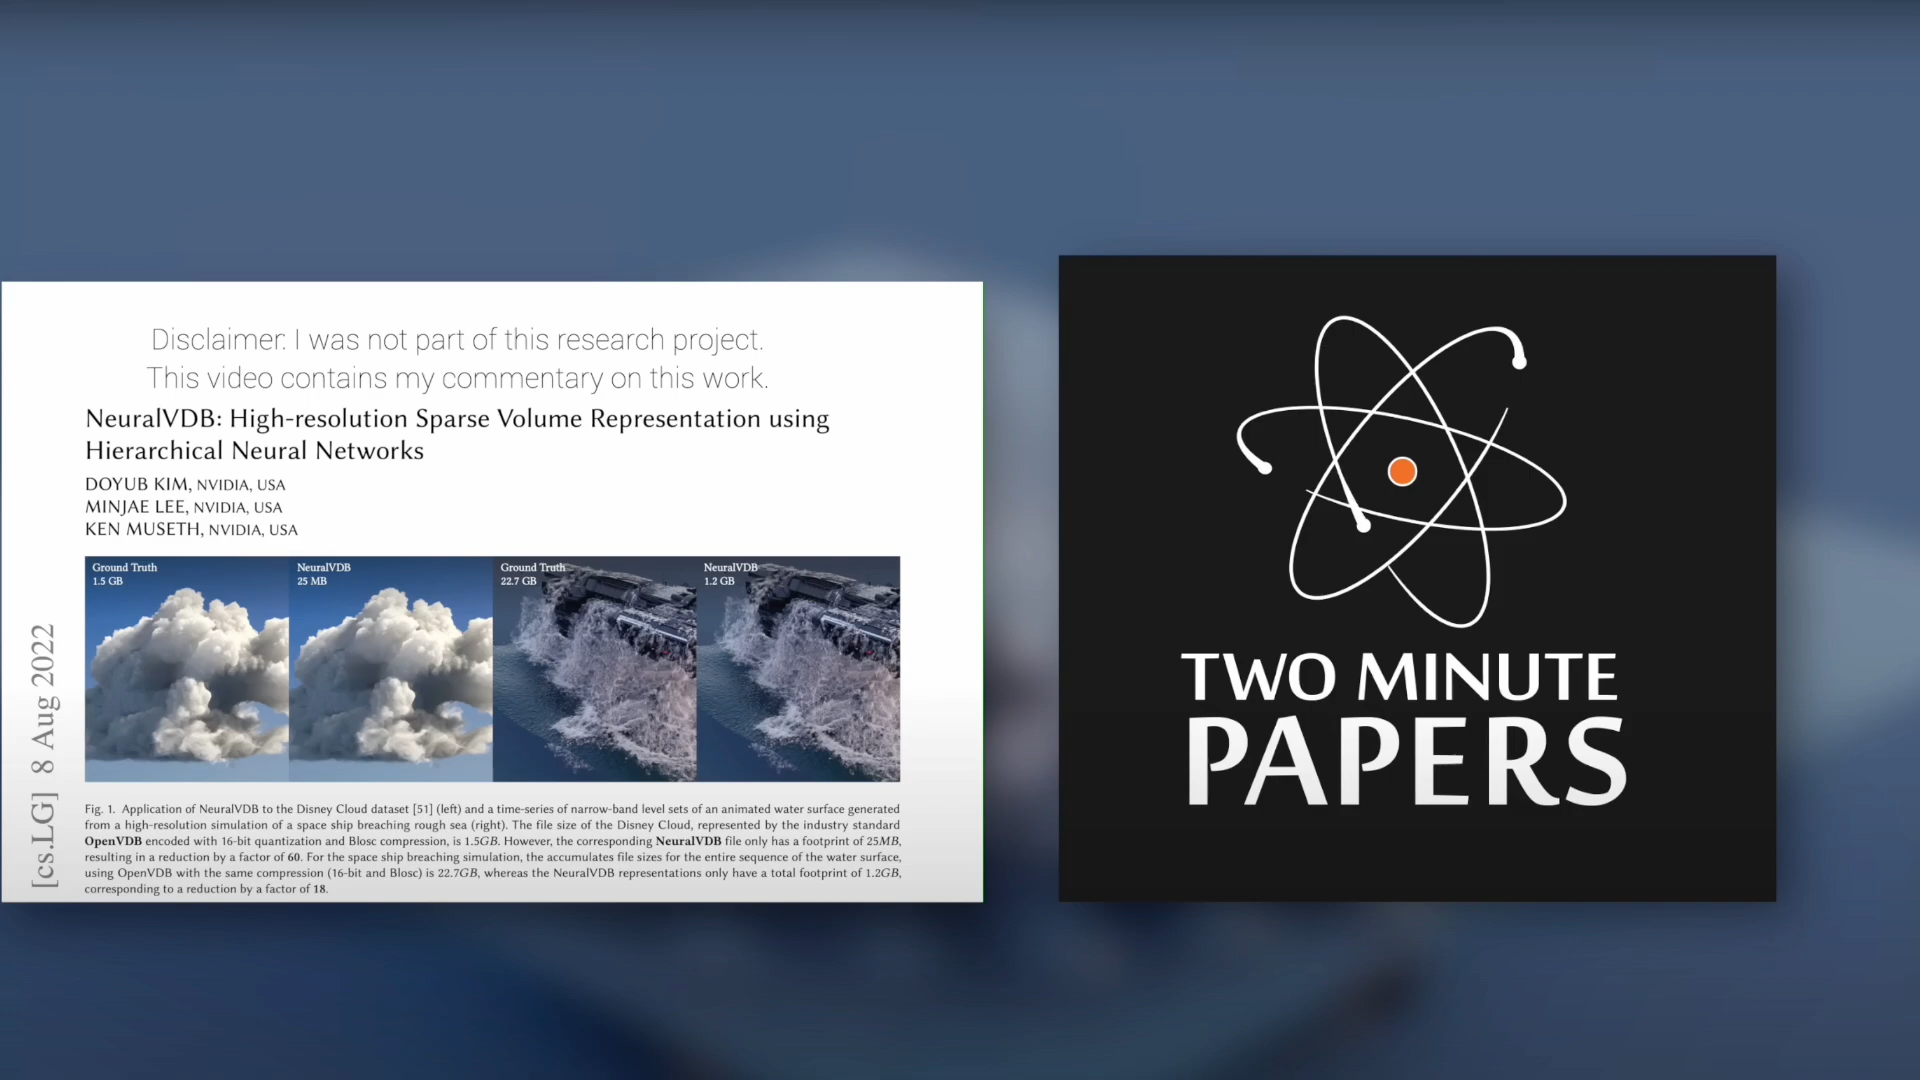 Disclaimer: I was not part of this research project.
This video contains my commentary on this work.
NeuralVDB: High-resolution Sparse Volume Representation using
Hierarchical Neural Networks
DOYUB KIM, NVIDIA, USA
MINJAE LEE, NVIDIA, USA
KEN MUSETH, NVIDIA, USA
Ground Truth
1.5 GB
NeuralVDB
25 MB
Ground Truth
22.7 GB
NeuralVDB
1.2 GB
[cs.LG] 8 Aug 2022
Fig. 1. Application of NeuralVDB to the Disney Cloud dataset [51] (left) and a time-series of narrow-band level sets of an animated water surface generated
from a high-resolution simulation of a space ship breaching rough sea (right). The file size of the Disney Cloud, represented by the industry standard
OpenVDB encoded with 16-bit quantization and Blosc compression, is 1.5GB. However, the corresponding NeuralVDB file only has a footprint of 25MB,
resulting in a reduction by a factor of 60. For the space ship breaching simulation, the accumulates file sizes for the entire sequence of the water surface,
using OpenVDB with the same compression (16-bit and Blosc) is 22.7GB, whereas the NeuralVDB representations only have a total footprint of 1.2GB,
corresponding to a reduction by a factor of 18.
TWO MINUTE
PAPERS